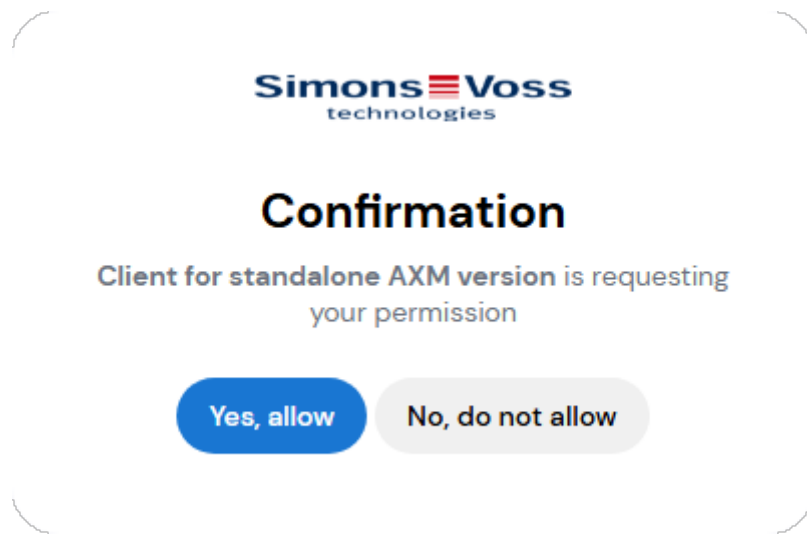 Simons Voss
technologies
Confirmation
Client for standalone AXM version is requesting
your permission
Yes, allow
No, do not allow